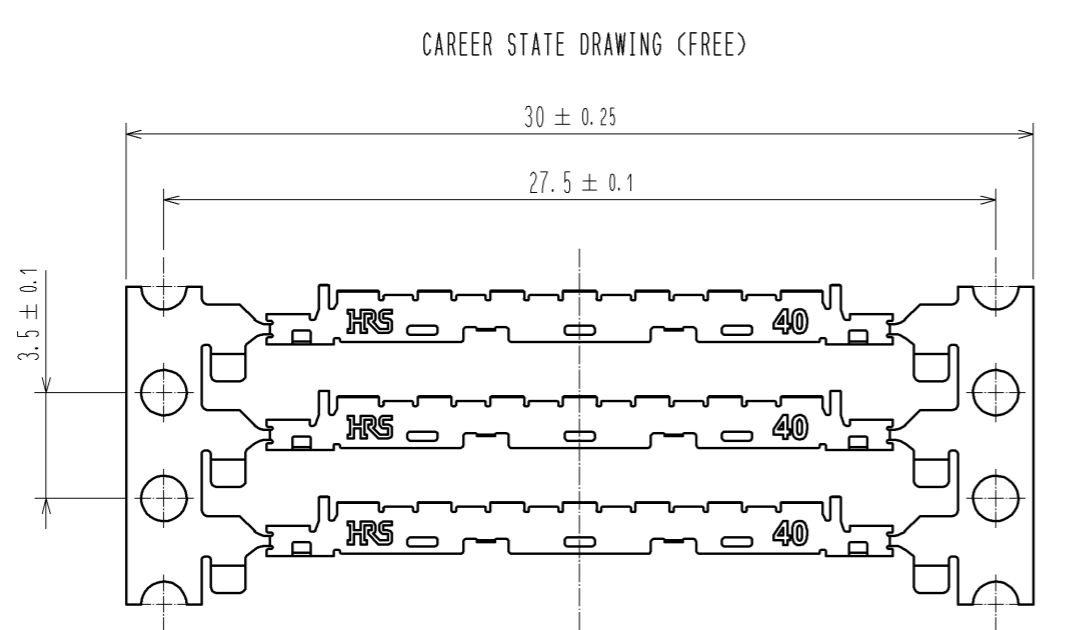 CAREER STATE DRAWING (FREE)
30 ± 0.25
27.5 ± 0.1
3.5 ± 0.1
HRS 40
HRS 40
HRS 40